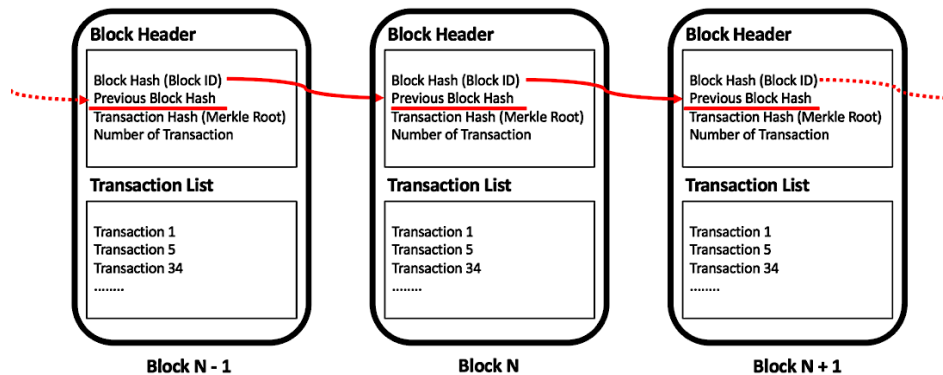 Block Header
Block Hash (Block ID)
Previous Block Hash
Transaction Hash (Merkle Root)
Number of Transaction
Transaction List
Transaction 1
Transaction 5
Transaction 34
........
Block N - 1
Block Header
Block Hash (Block ID)
Previous Block Hash
Transaction Hash (Merkle Root)
Number of Transaction
Transaction List
Transaction 1
Transaction 5
Transaction 34
........
Block N
Block Header
Block Hash (Block ID)
Previous Block Hash
Transaction Hash (Merkle Root)
Number of Transaction
Transaction List
Transaction 1
Transaction 5
Transaction 34
........
Block N + 1